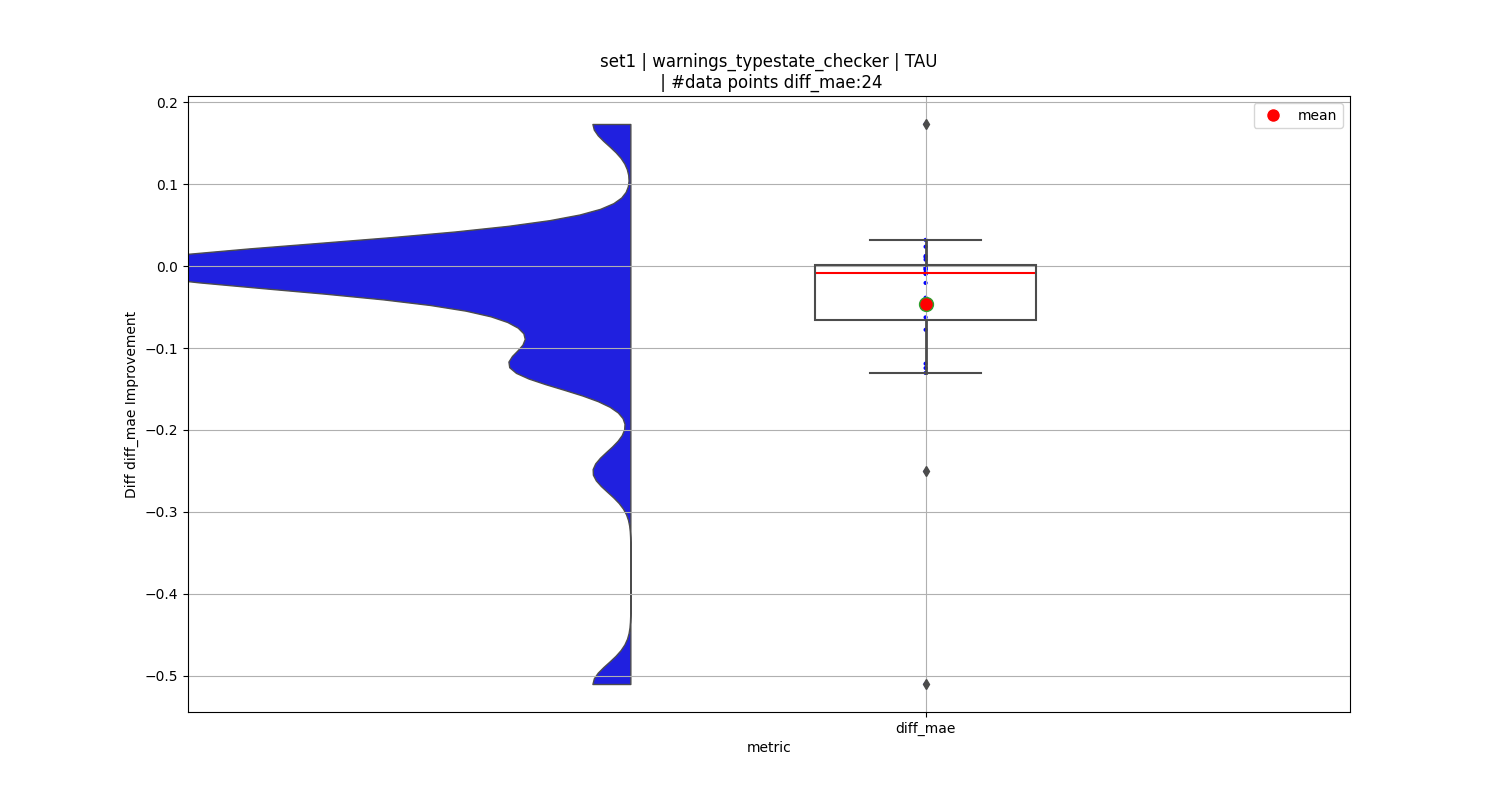 set1 | warnings_typestate_checker | TAU
| #data points diff_mae:24
mean
0.2
0.1
0.0
−0.1
−0.2
−0.3
−0.4
−0.5
Diff diff_mae Improvement
diff_mae
metric